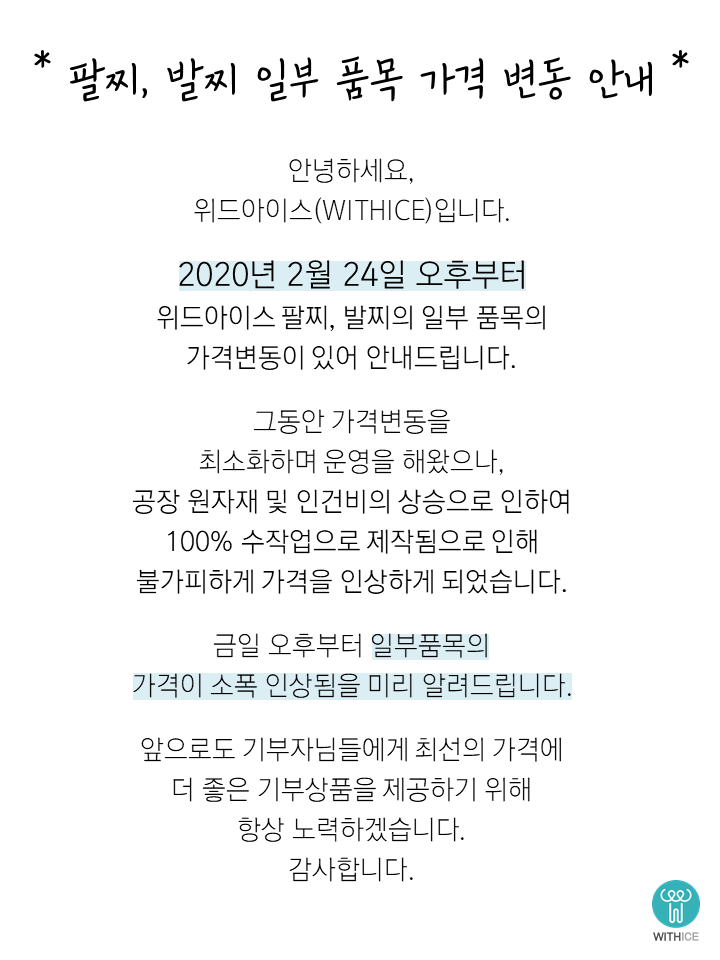 * 팔찌, 발찌 일부 품목 가격 변동 안내 *
안녕하세요,
위드아이스(WITHICE)입니다.
2020년 2월 24일 오후부터
위드아이스 팔찌, 발찌의 일부 품목의
가격변동이 있어 안내드립니다.
그동안 가격변동을
최소화하며 운영을 해왔으나,
공장 원자재 및 인건비의 상승으로 인하여
100% 수작업으로 제작됨으로 인해
불가피하게 가격을 인상하게 되었습니다.
금일 오후부터 일부품목의
가격이 소폭 인상됨을 미리 알려드립니다.
앞으로도 기부자님들에게 최선의 가격에
더 좋은 기부상품을 제공하기 위해
항상 노력하겠습니다.
감사합니다.
WITHICE